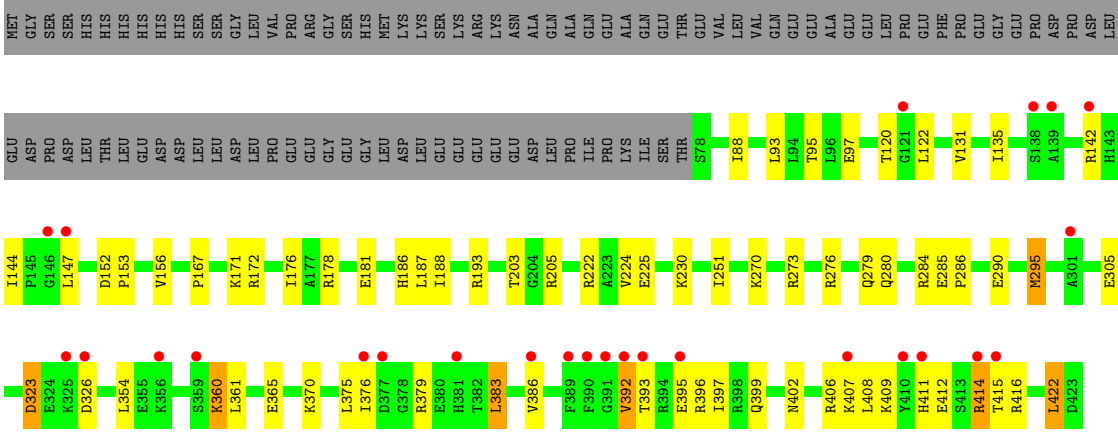 MET GLY SER SER HIS HIS HIS HIS HIS HIS SER SER GLY LEU VAL PRO ARG GLY SER HIS MET LYS LYS SER LYS ARG LYS ASN ALA GLN ALA GLN GLU ALA GLN GLU THR VAL LEU VAL GLN GLU GLU ALA GLU GLU LEU PRO GLU PHE PRO GLU GLY GLU PRO ASP PRO ASP LEU
GLU ASP PRO ASP LEU THR LEU GLU ASP ASP LEU LEU ASP LEU PRO GLU GLU GLY GLU GLY LEU ASP LEU GLU GLU GLU GLU GLU ASP LEU PRO ILE PRO LYS ILE SER THR S78 I88 L93 L94 T95 L96 E97 T120 G121 L122 V131 I135 S138 A139 R142 H143
I144 P145 G146 L147 D152 P153 V156 P167 K171 R172 I176 A177 R178 E181 H186 L187 I188 R193 T203 G204 R205 R222 A223 V224 E225 K230 I251 K270 R273 R276 Q279 Q280 R284 E285 P286 E290 M295 A301 E305
D323 E324 K325 D326 L354 E355 K356 S359 K360 L361 E365 K370 L375 I376 D377 G378 R379 E380 H381 T382 L383 V386 F389 F390 G391 V392 T393 R394 E395 R396 I397 R398 Q399 N402 R406 K407 L408 K409 Y410 H411 E412 S413 R414 T415 R416 L422 D423